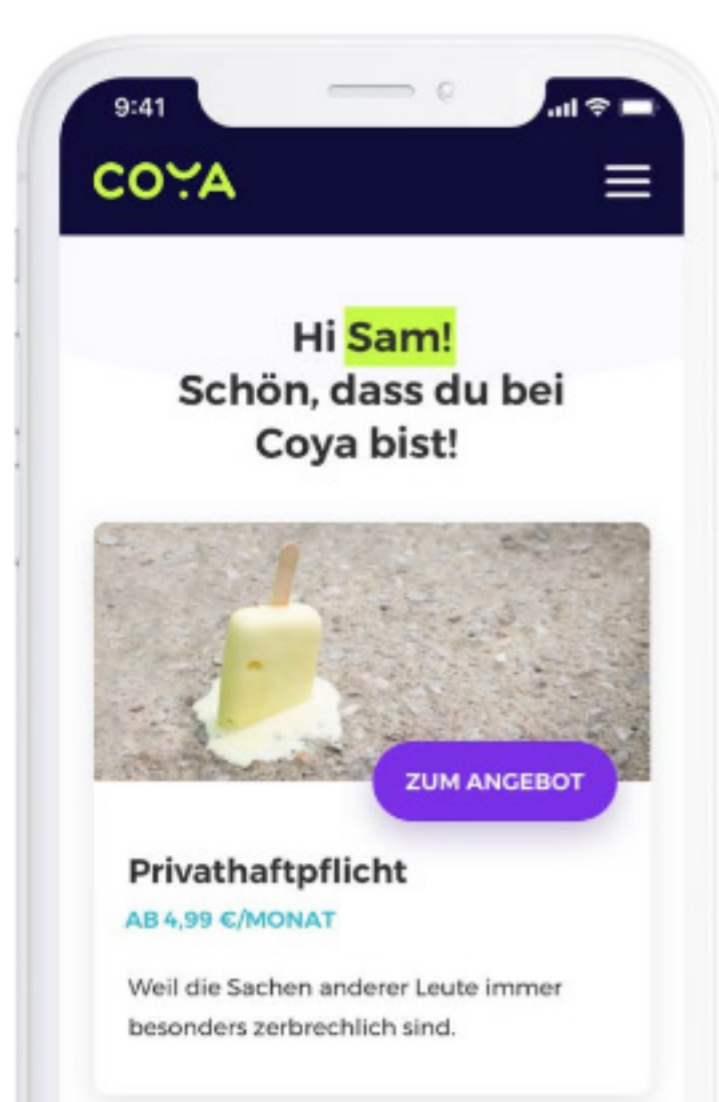 9:41
COYA
Hi Sam!
Schön, dass du bei
Coya bist!
ZUM ANGEBOT
Privathaftpflicht
AB 4,99 €/MONAT
Weil die Sachen anderer Leute immer
besonders zerbrechlich sind.